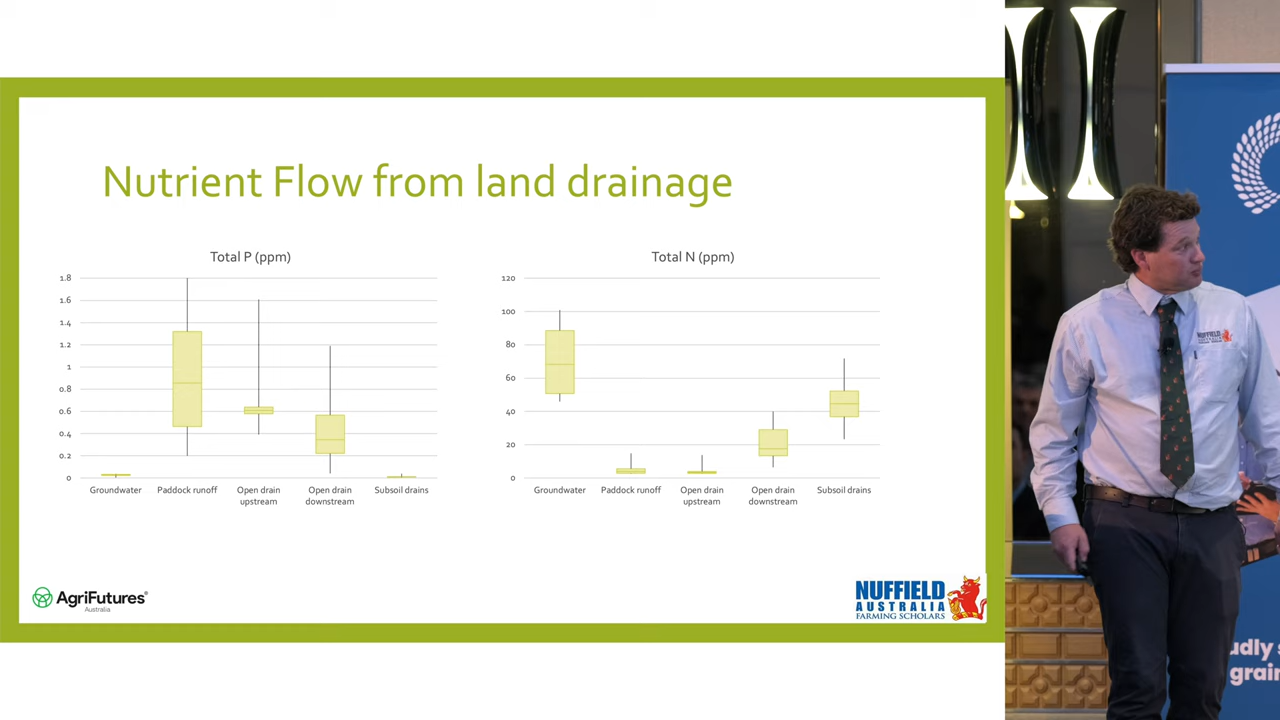 Nutrient Flow from land drainage
Total P (ppm)
1.8
1.6
1.4
1.2
1
0.8
0.6
0.4
0.2
0
Groundwater
Paddock runoff
Open drain
upstream
Open drain
downstream
Subsoil drains
Total N (ppm)
120
100
80
60
40
20
0
Groundwater
Paddock runoff
Open drain
upstream
Open drain
downstream
Subsoil drains
AgriFutures®
Australia
NUFFIELD
AUSTRALIA
FARMING SCHOLARS
NUFFIELD
AUSTRALIA